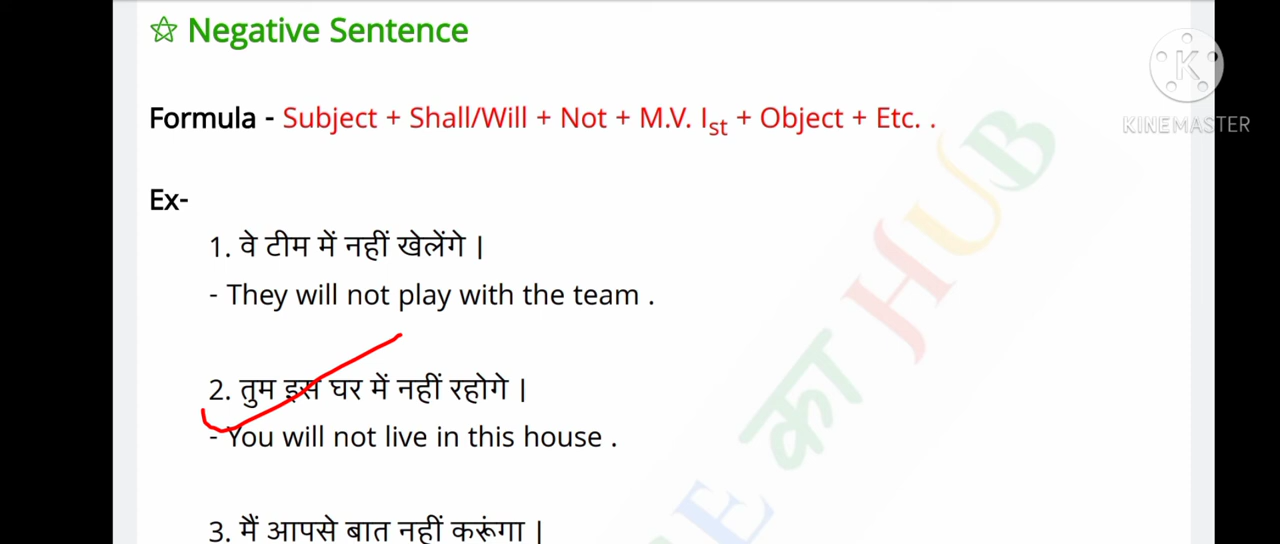 ☆ Negative Sentence
Formula - Subject + Shall/Will + Not + M.V. Ist + Object + Etc. .
Ex-
1. वे टीम में नहीं खेलेंगे |
- They will not play with the team .
2. तुम इस घर में नहीं रहोगे |
- You will not live in this house .
3. मैं आपसे बात नहीं करूंगा |
K
KINEMASTER
E का HUB